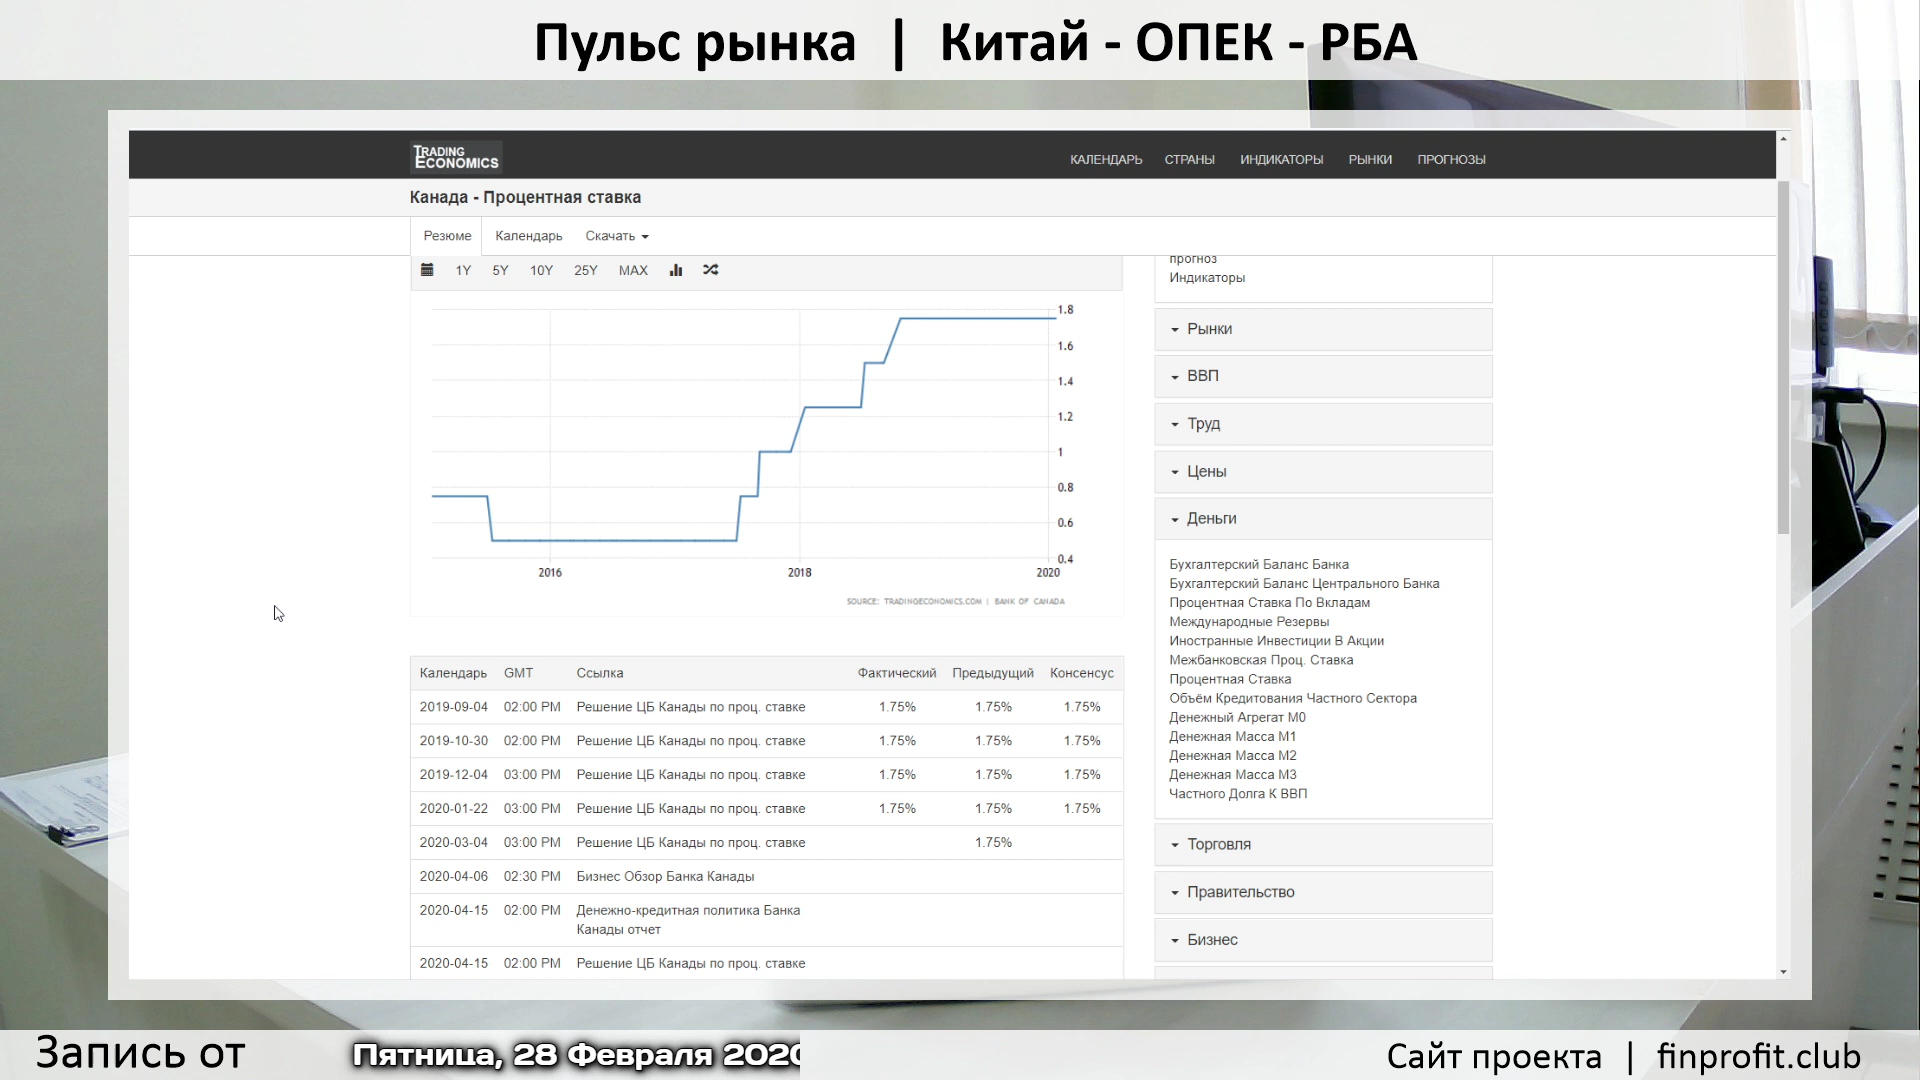 Пульс рынка | Китай - ОПЕК - РБА
TRADING ECONOMICS
КАЛЕНДАРЬ СТРАНЫ ИНДИКАТОРЫ РЫНКИ ПРОГНОЗЫ
Канада - Процентная ставка
Резюме Календарь Скачать
1Y 5Y 10Y 25Y MAX
1.8
1.6
1.4
1.2
1
0.8
0.6
0.4
2016 2018 2020
SOURCE: TRADINGECONOMICS.COM | BANK OF CANADA
Календарь GMT Ссылка Фактический Предыдущий Консенсус
2019-09-04 02:00 PM Решение ЦБ Канады по проц. ставке 1.75% 1.75% 1.75%
2019-10-30 02:00 PM Решение ЦБ Канады по проц. ставке 1.75% 1.75% 1.75%
2019-12-04 03:00 PM Решение ЦБ Канады по проц. ставке 1.75% 1.75% 1.75%
2020-01-22 03:00 PM Решение ЦБ Канады по проц. ставке 1.75% 1.75% 1.75%
2020-03-04 03:00 PM Решение ЦБ Канады по проц. ставке 1.75%
2020-04-06 02:30 PM Бизнес Обзор Банка Канады
2020-04-15 02:00 PM Денежно-кредитная политика Банка
Канады отчет
2020-04-15 02:00 PM Решение ЦБ Канады по проц. ставке
прогноз
Индикаторы
Рынки
ВВП
Труд
Цены
Деньги
Бухгалтерский Баланс Банка
Бухгалтерский Баланс Центрального Банка
Процентная Ставка По Вкладам
Международные Резервы
Иностранные Инвестиции В Акции
Межбанковская Проц. Ставка
Процентная Ставка
Объём Кредитования Частного Сектора
Денежный Агрегат М0
Денежная Масса М1
Денежная Масса М2
Денежная Масса М3
Частного Долга К ВВП
Торговля
Правительство
Бизнес
Запись от Пятница, 28 Февраля 2020
Сайт проекта | finprofit.club